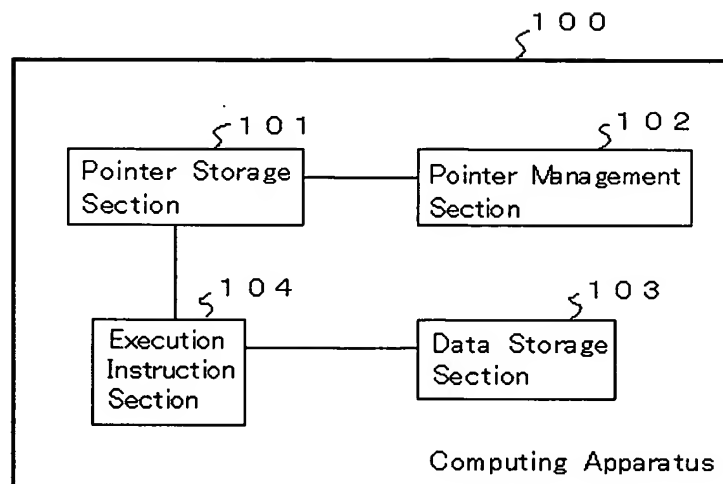 100
101
Pointer Storage
Section
102
Pointer Management
Section
104
Execution
Instruction
Section
103
Data Storage
Section
Computing Apparatus